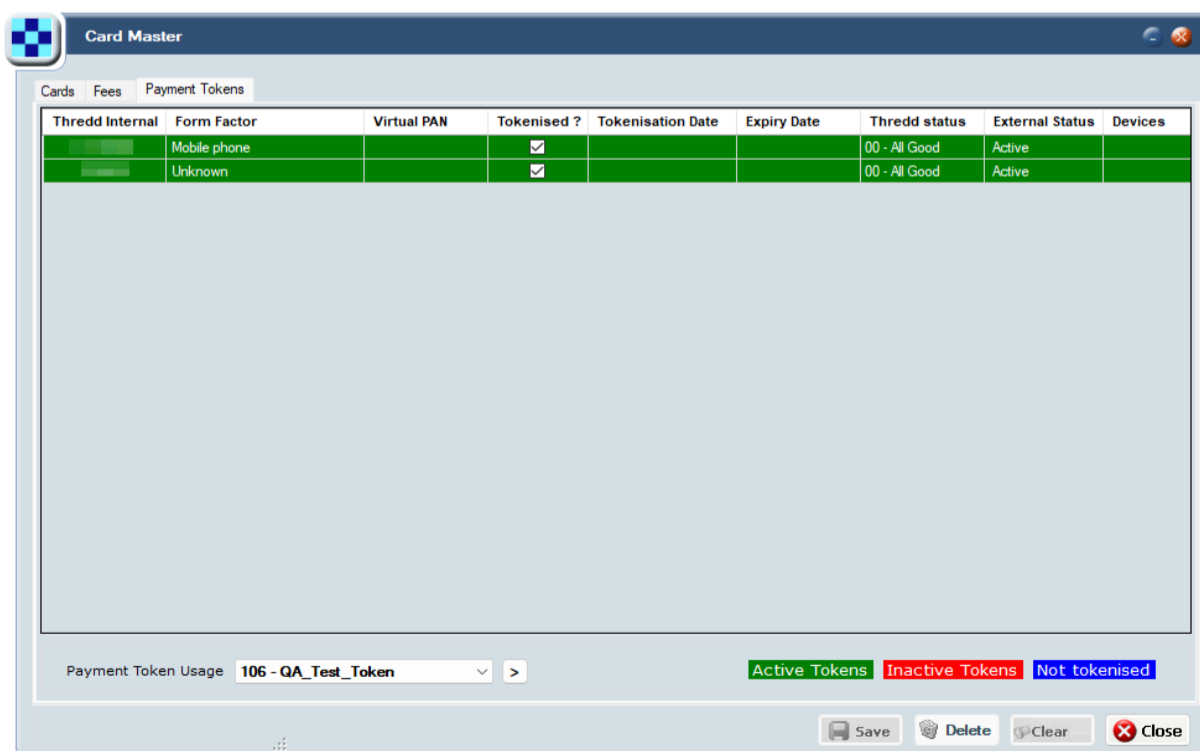 Card Master
Cards Fees Payment Tokens
Thredd Internal Form Factor Virtual PAN Tokenised ? Tokenisation Date Expiry Date Thredd status External Status Devices
Mobile phone 00 - All Good Active
Unknown 00 - All Good Active
Payment Token Usage 106 - QA_Test_Token > Active Tokens Inactive Tokens Not tokenised
Save Delete Clear Close